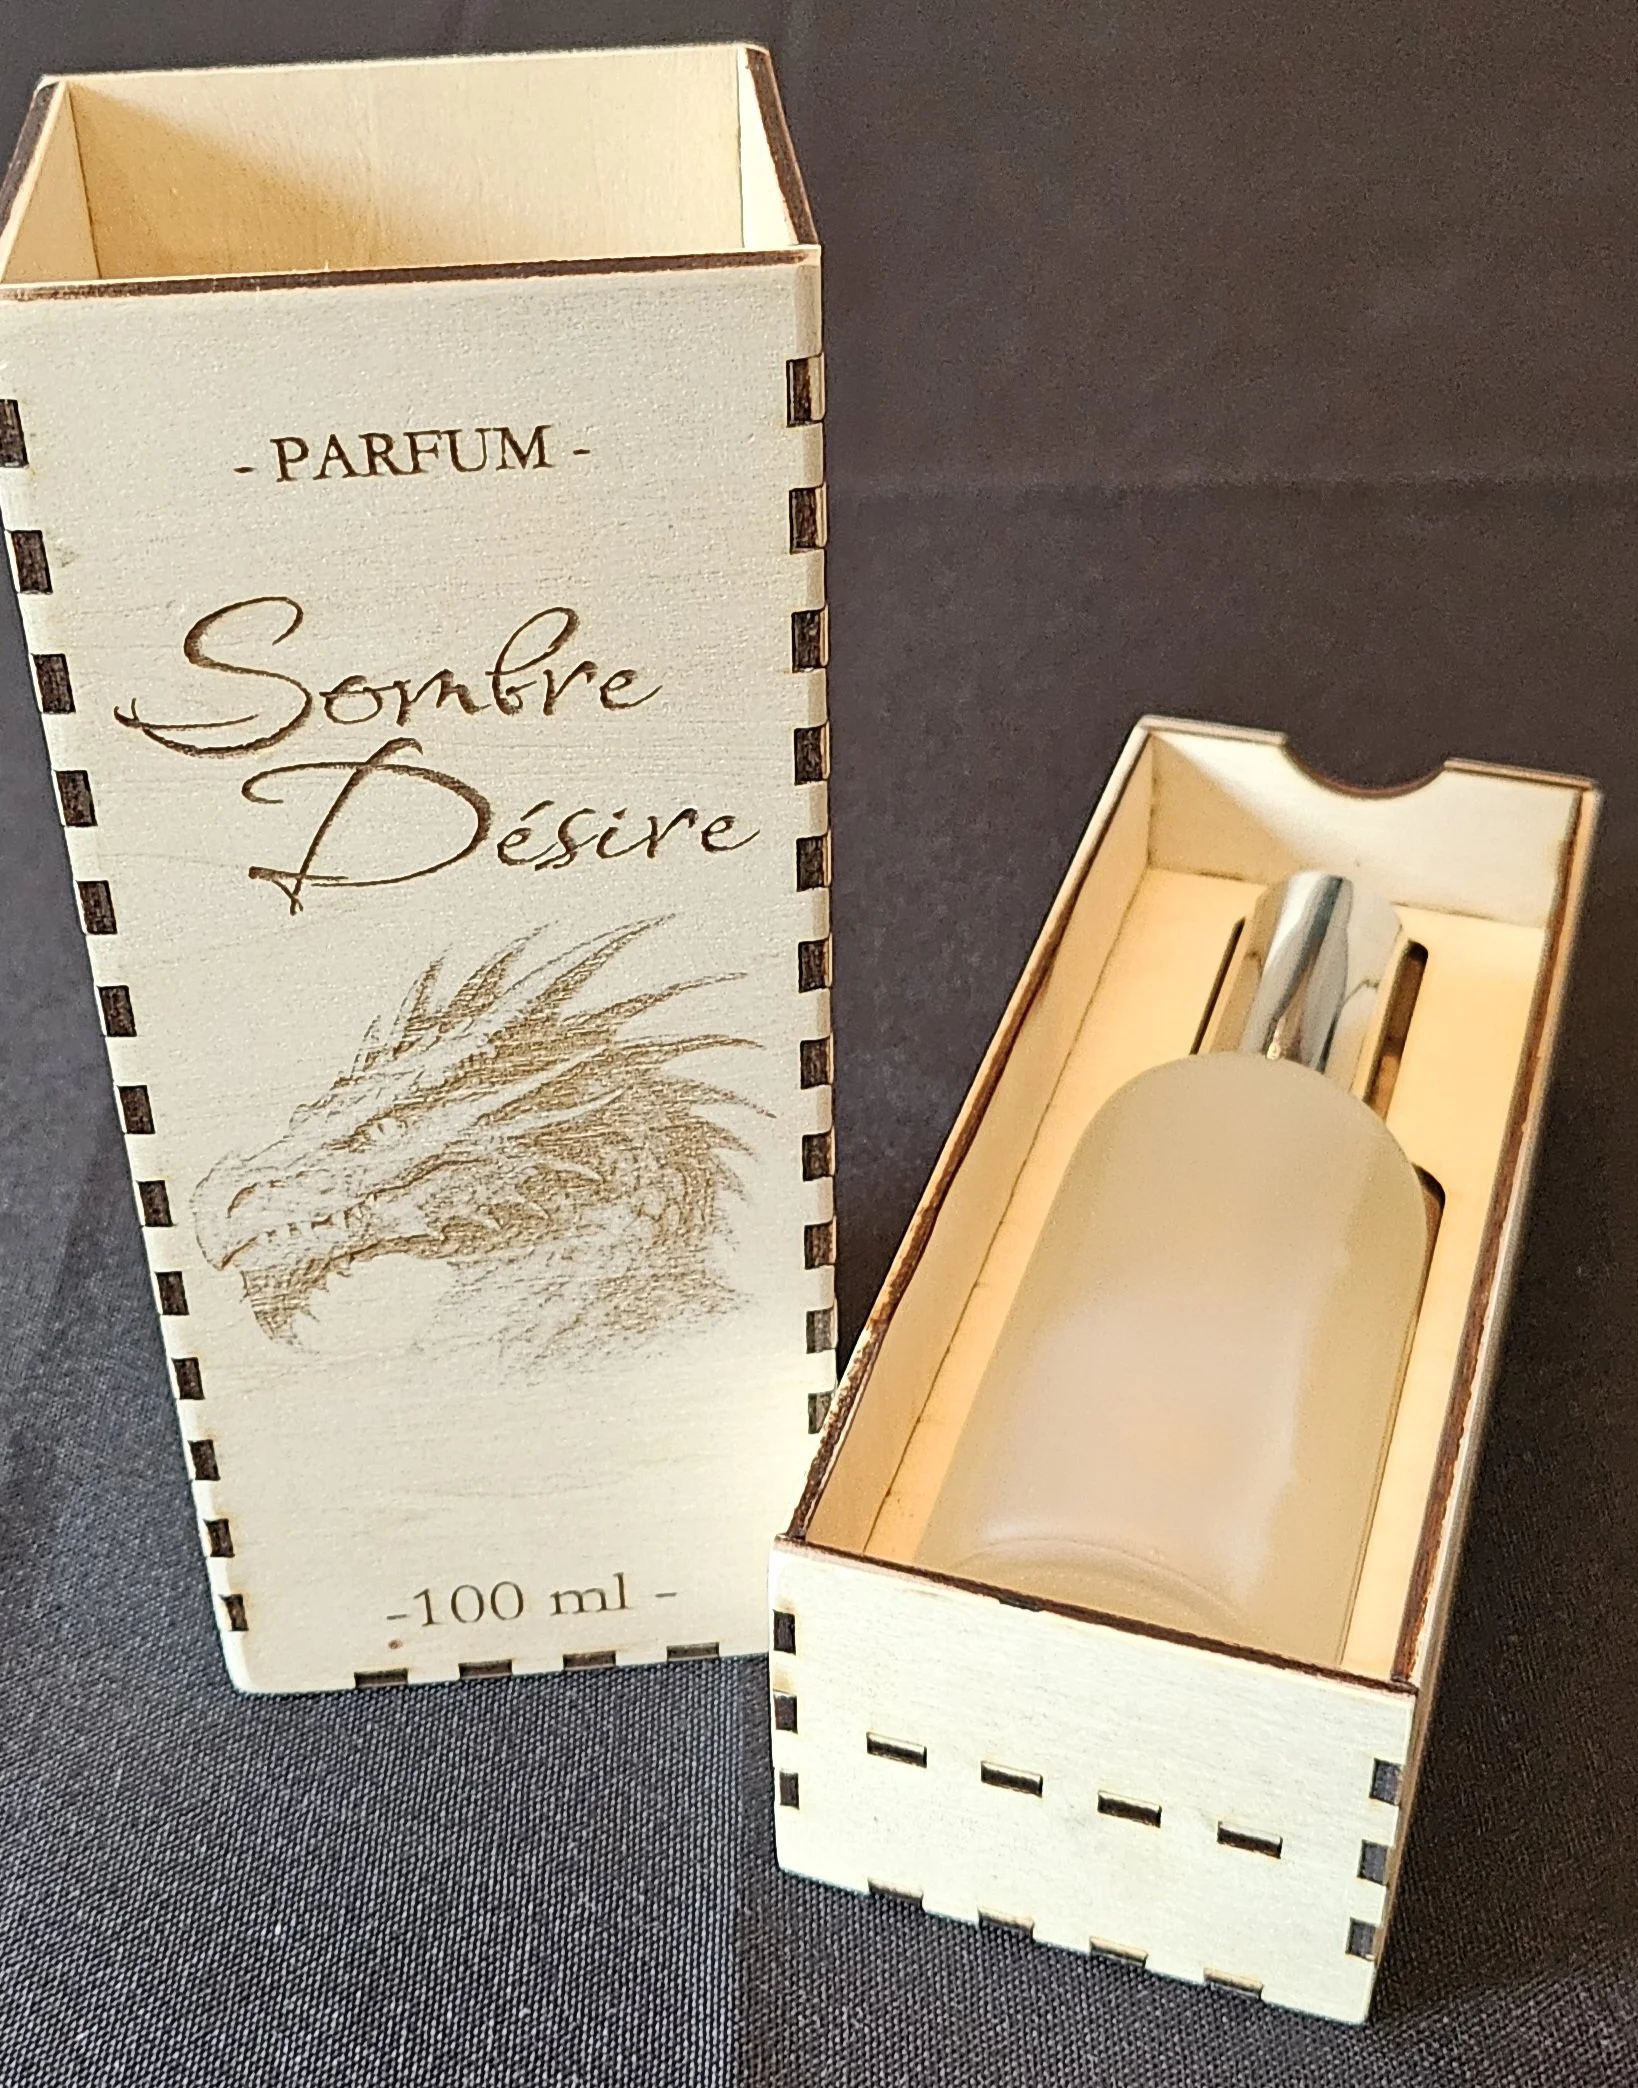 - PARFUM -
Sombre
Désire
-100 ml -